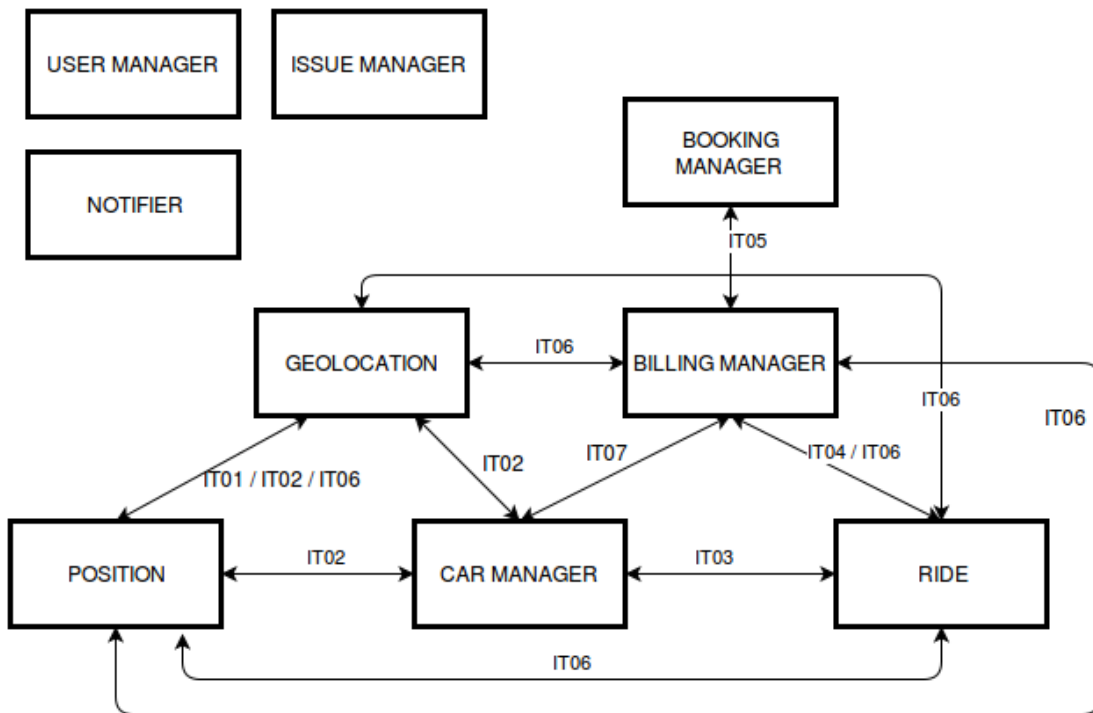 USER MANAGER
ISSUE MANAGER
BOOKING
MANAGER
NOTIFIER
IT05
GEOLOCATION
IT06
BILLING MANAGER
IT06
IT06
IT01 / IT02 / IT06
IT02
IT07
IT04 / IT06
POSITION
IT02
CAR MANAGER
IT03
RIDE
IT06